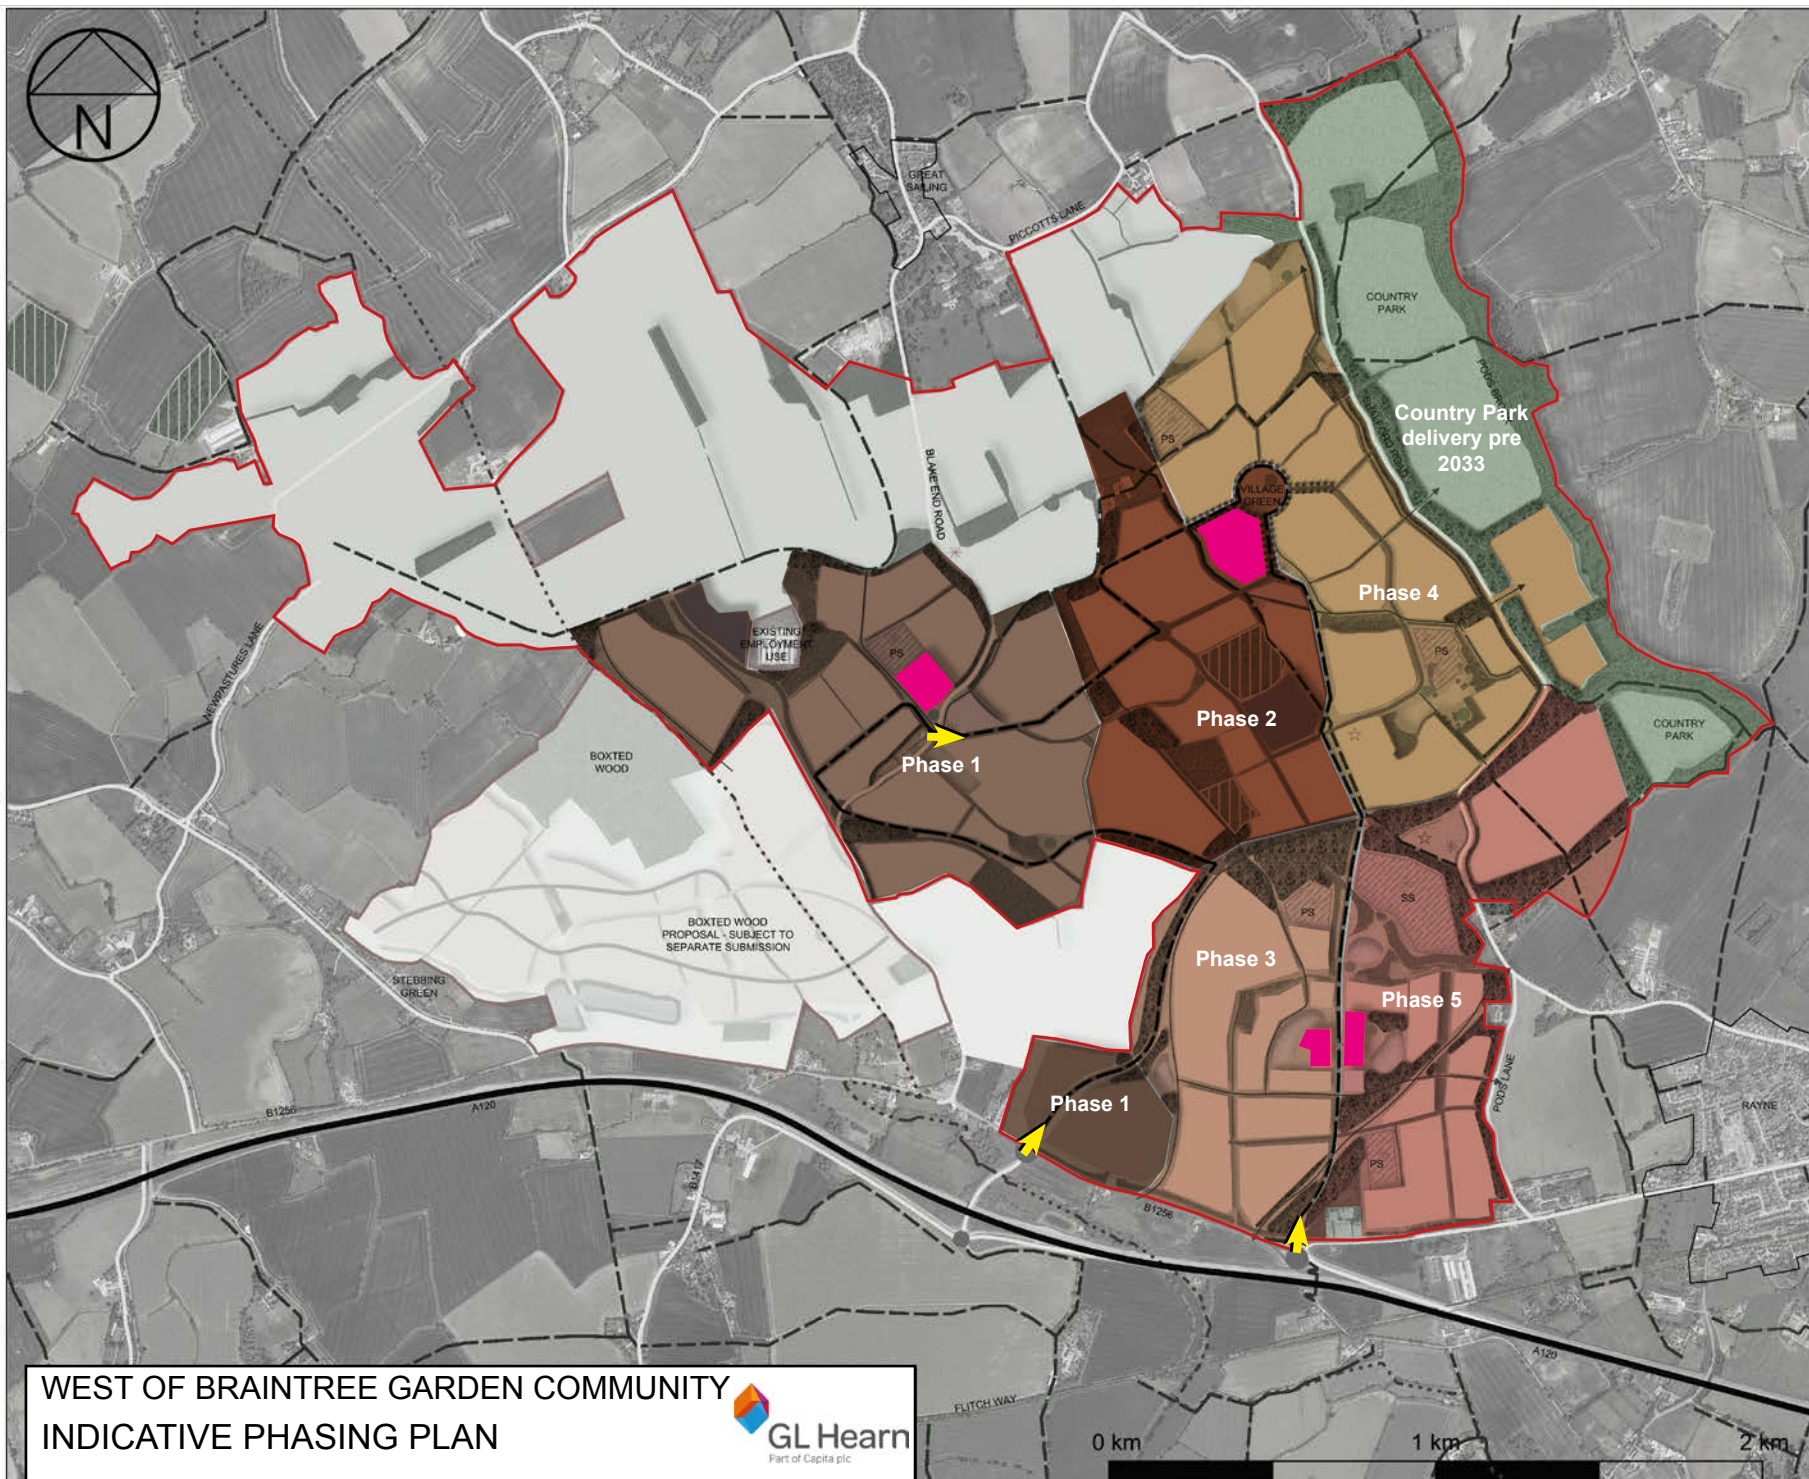 N
GREAT
SAILING
PICCOTTS LANE
COUNTRY
PARK
PODS BROOK
Country Park
delivery pre
2033
SHALFORD ROAD
PS
VILLAGE
GREEN
BLAKE END ROAD
Phase 4
EXISTING
EMPLOYMENT
USE
PS
PS
NEWPASTURES LANE
Phase 2
COUNTRY
PARK
BOXTED
WOOD
Phase 1
BOXTED WOOD
PROPOSAL - SUBJECT TO
SEPARATE SUBMISSION
PS
SS
Phase 3
STEBBING
GREEN
Phase 5
PODS LANE
B1256
A120
Phase 1
RAYNE
B1417
PS
B1256
A120
FLITCH WAY
WEST OF BRAINTREE GARDEN COMMUNITY
INDICATIVE PHASING PLAN
GL Hearn
Part of Capita plc
0 km
1 km
2 km